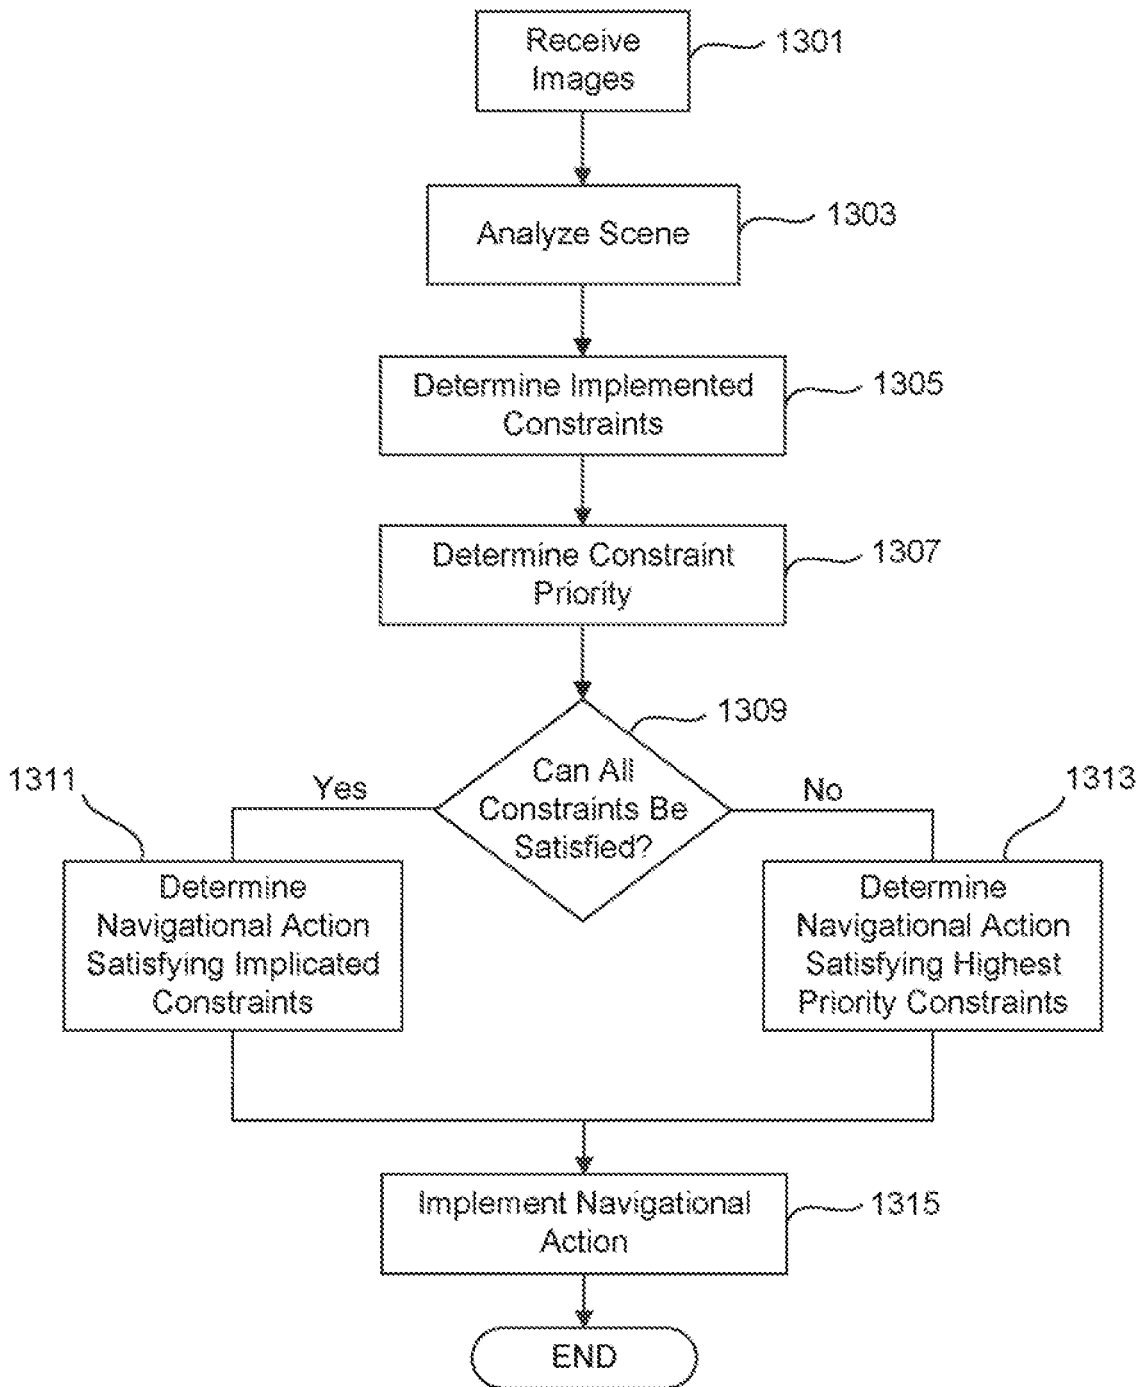 Receive
Images
1301
Analyze Scene
1303
Determine Implemented
Constraints
1305
Determine Constraint
Priority
1307
1309
Can All
Constraints Be
Satisfied?
Yes
No
1311
Determine
Navigational Action
Satisfying Implicated
Constraints
1313
Determine
Navigational Action
Satisfying Highest
Priority Constraints
Implement Navigational
Action
1315
END